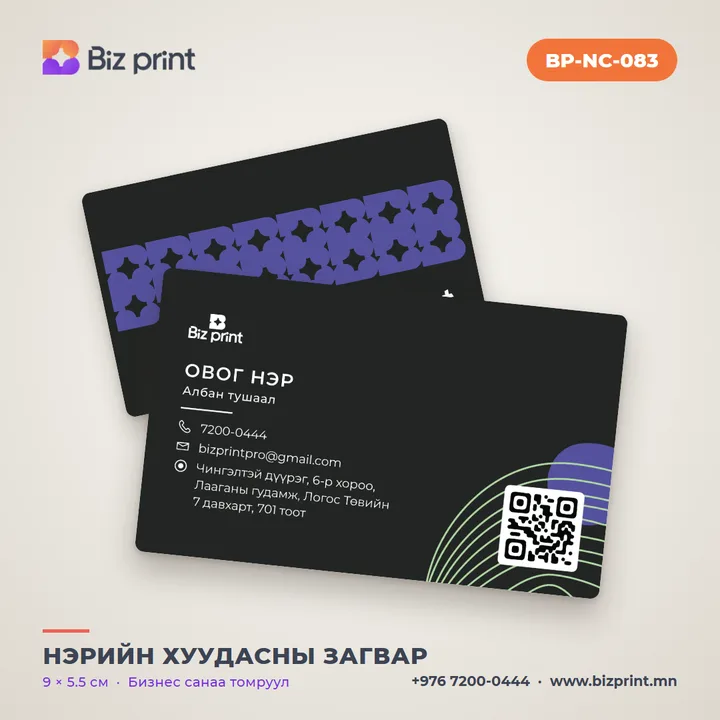 Biz print
BP-NC-083
Biz print
ОВОГ НЭР
Албан тушаал
7200-0444
bizprintpro@gmail.com
Чингэлтэй дүүрэг, 6-р хороо,
Лааганы гудамж, Логос Төвийн
7 давхарт, 701 тоот
НЭРИЙН ХУУДАСНЫ ЗАГВАР
9 × 5.5 см · Бизнес санаа томруул
+976 7200-0444 · www.bizprint.mn